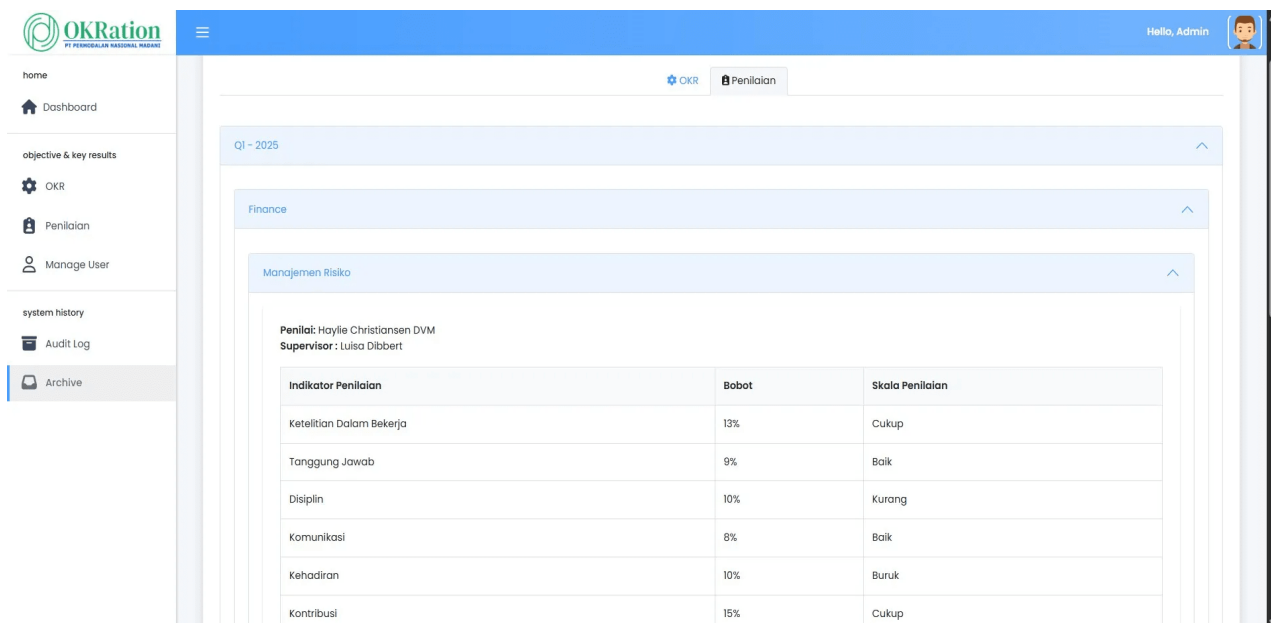 OKRation
PT PERMODALAN NASIONAL MADANI
Hello, Admin
home
Dashboard
objective & key results
OKR
Penilaian
Manage User
system history
Audit Log
Archive
OKR
Penilaian
Q1 - 2025
Finance
Manajemen Risiko
Penilai: Haylie Christiansen DVM
Supervisor : Luisa Dibbert
Indikator Penilaian Bobot Skala Penilaian
Ketelitian Dalam Bekerja 13% Cukup
Tanggung Jawab 9% Baik
Disiplin 10% Kurang
Komunikasi 8% Baik
Kehadiran 10% Buruk
Kontribusi 15% Cukup